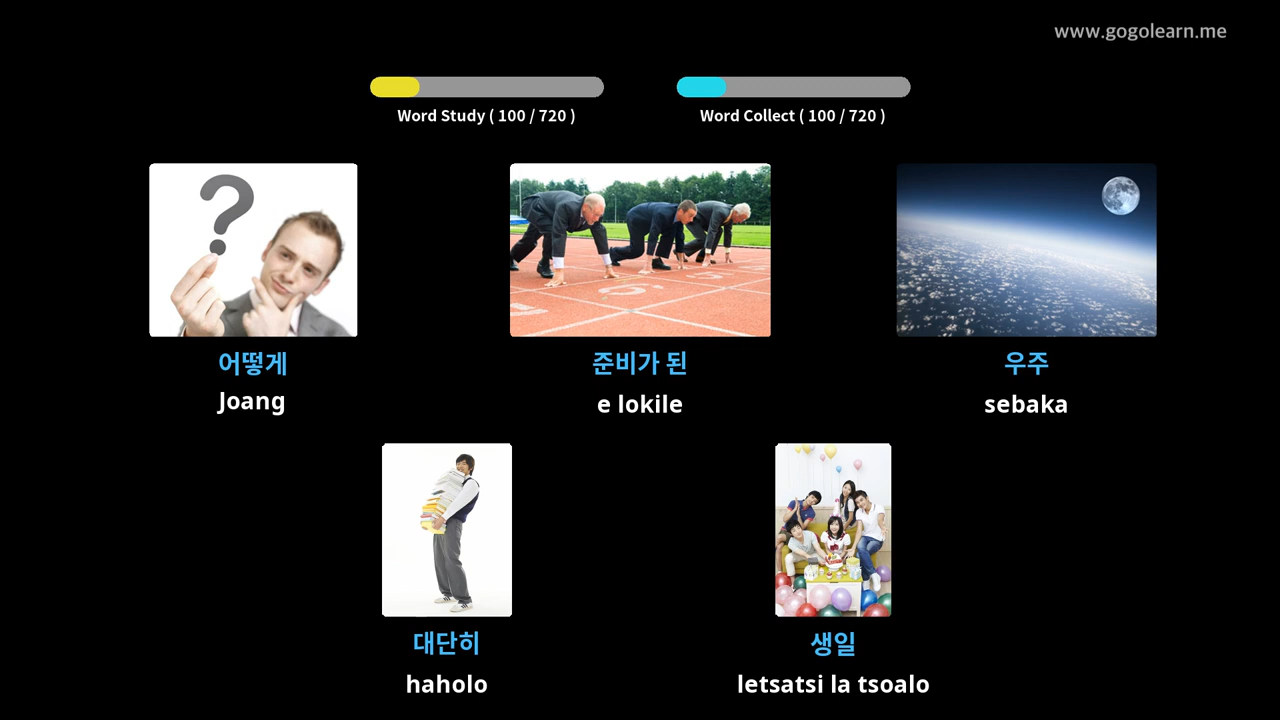 www.gogolearn.me
Word Study ( 100 / 720 )
Word Collect ( 100 / 720 )
어떻게
Joang
준비가 된
e lokile
우주
sebaka
대단히
haholo
생일
letsatsi la tsoalo